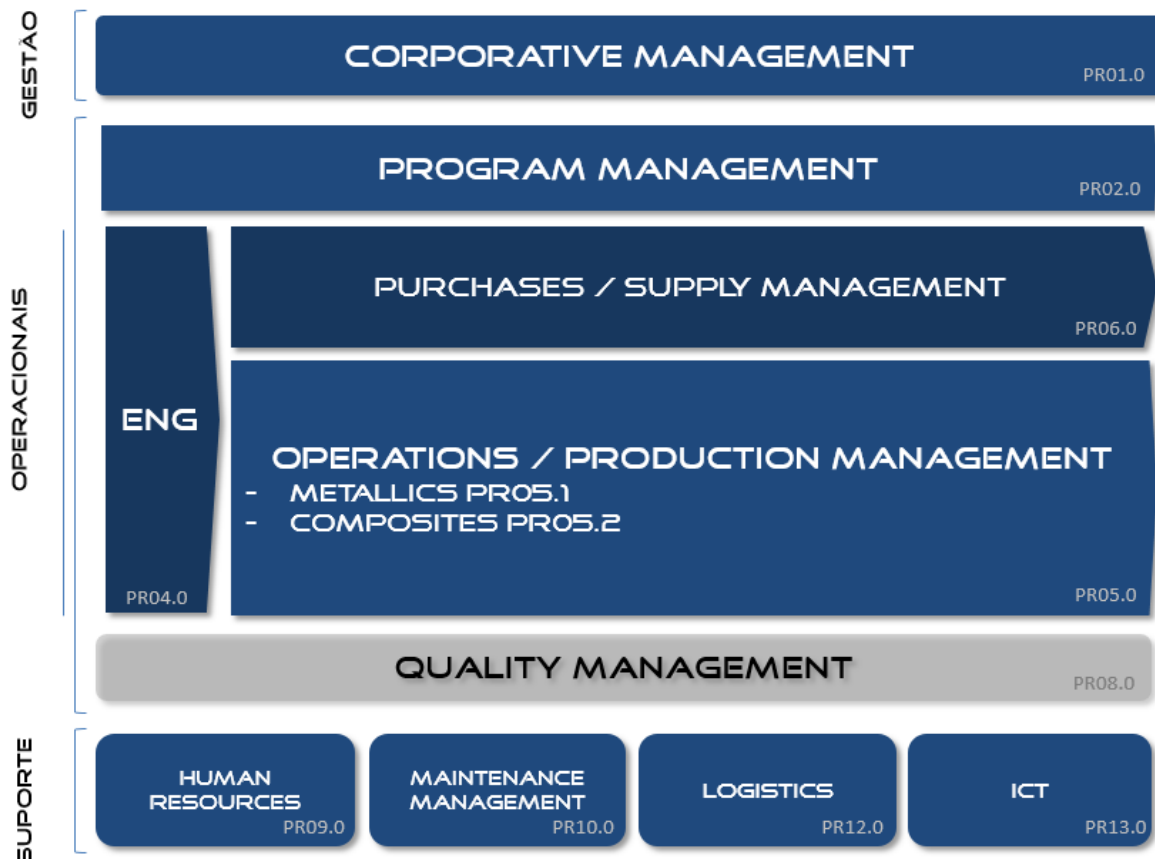 GESTÃO
CORPORATIVE MANAGEMENT
PR01.0
OPERACIONAIS
PROGRAM MANAGEMENT
PR02.0
ENG
PR04.0
PURCHASES / SUPPLY MANAGEMENT
PR06.0
OPERATIONS / PRODUCTION MANAGEMENT
- METALLICS PR05.1
- COMPOSITES PR05.2
PR05.0
QUALITY MANAGEMENT
PR08.0
SUPORTE
HUMAN
RESOURCES
PR09.0
MAINTENANCE
MANAGEMENT
PR10.0
LOGISTICS
PR12.0
ICT
PR13.0